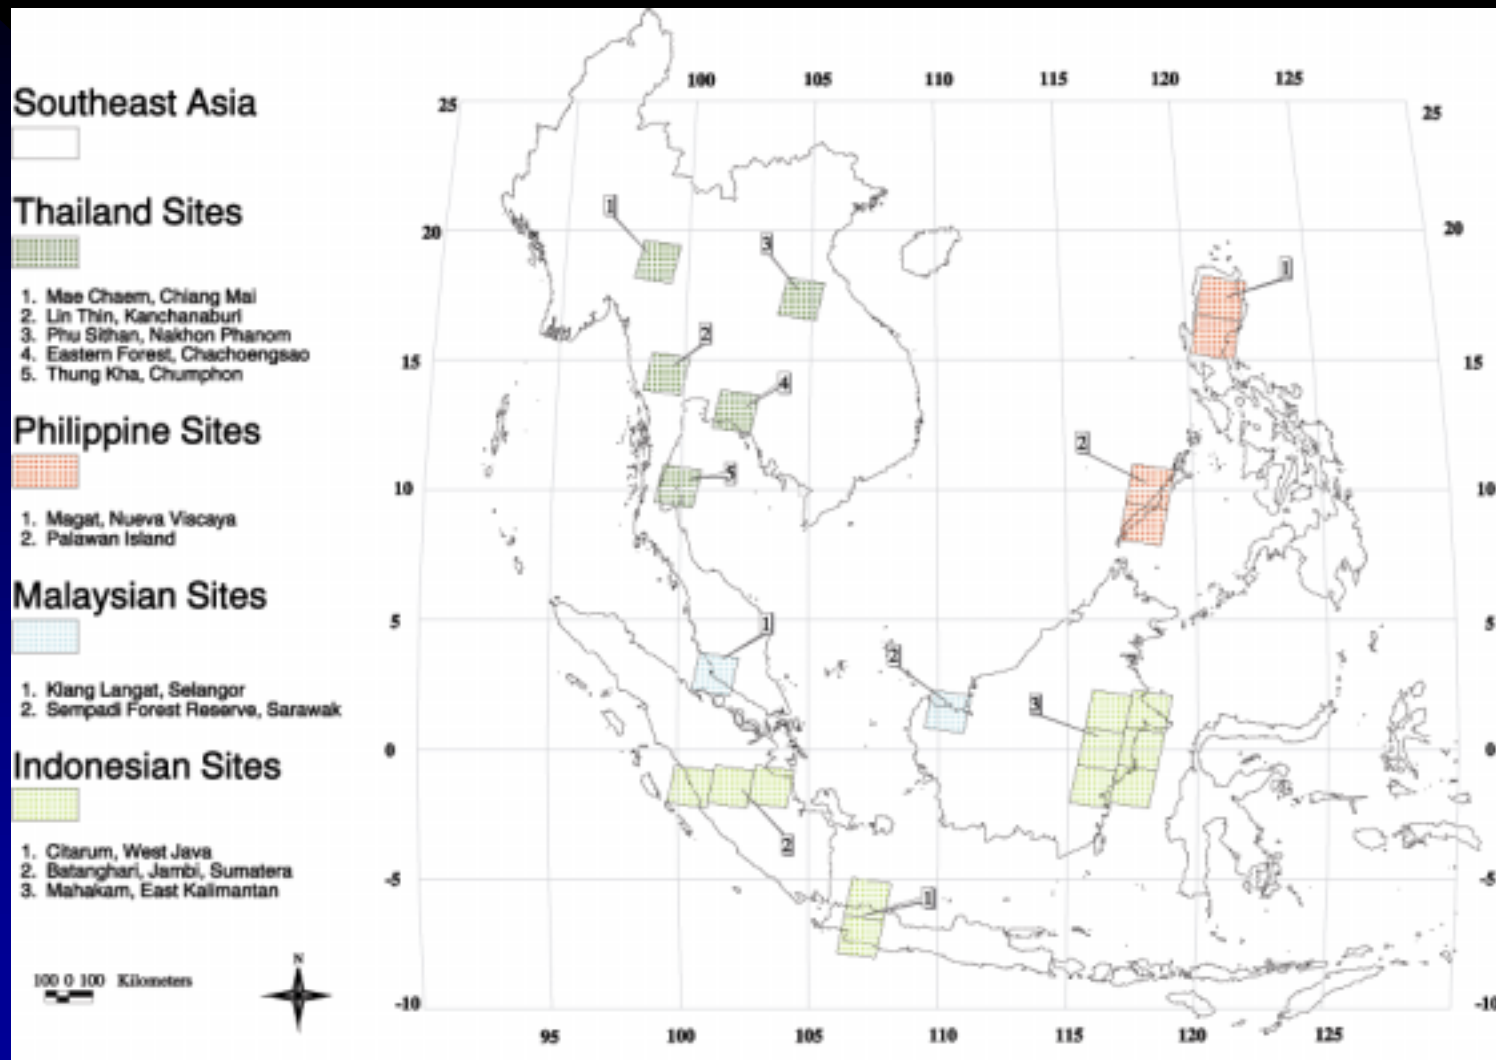 Southeast Asia
Thailand Sites
1. Mae Chaem, Chiang Mai
2. Lin Thin, Kanchanaburi
3. Phu Sithan, Nakhon Phanom
4. Eastern Forest, Chachoengsao
5. Thung Kha, Chumphon
Philippine Sites
1. Magat, Nueva Viscaya
2. Palawan Island
Malaysian Sites
1. Klang Langat, Selangor
2. Sempadi Forest Reserve, Sarawak
Indonesian Sites
1. Citarum, West Java
2. Batanghari, Jambi, Sumatera
3. Mahakam, East Kalimantan
100 0 100 Kilometers
N
100 105 110 115 120 125
25 25
1
20 20
3
1
2
15 15
4
2
5
10 10
1
5 5
2
3
0 0
2
-5 -5
1
-10 -10
95 100 105 110 115 120 125